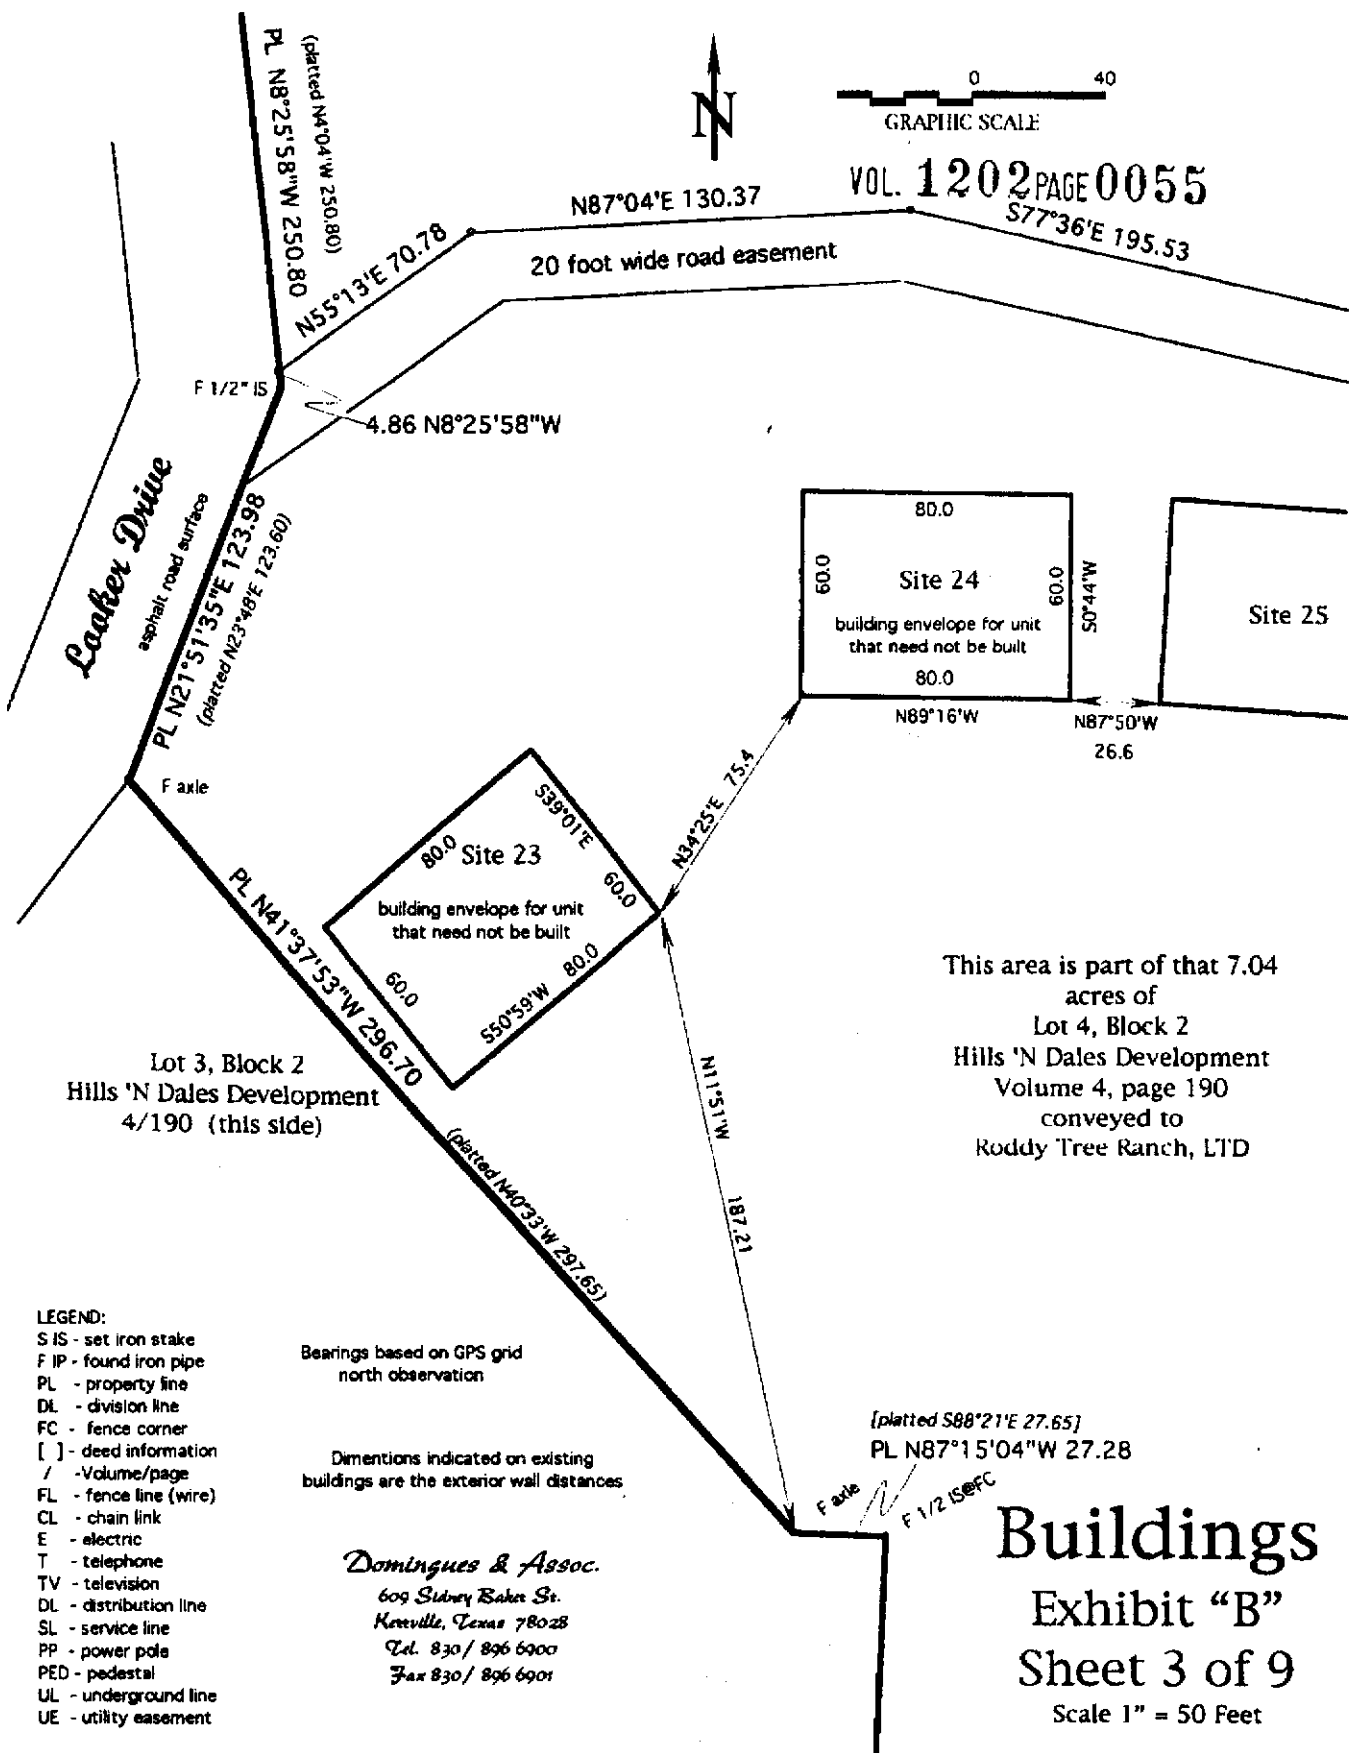 PL N8°25'58"W 250.80
(platted N4°04'W 250.80)
N
0 40
GRAPHIC SCALE
VOL. 1202 PAGE 0055
N55°13'E 70.78
N87°04'E 130.37
S77°36'E 195.53
20 foot wide road easement
F 1/2" IS
4.86 N8°25'58"W
Looker Drive
asphalt road surface
PL N21°51'35"E 123.98
(platted N23°48'E 123.60)
F axle
80.0
60.0
Site 24
60.0
S0°44'W
building envelope for unit
that need not be built
80.0
N89°16'W
Site 25
N87°50'W
26.6
N34°25'E 75.4
S39°01'E
80.0
Site 23
60.0
building envelope for unit
that need not be built
60.0
80.0
S50°59'W
PL N41°37'53"W 296.70
(platted N40°33'W 297.65)
N11°51'W
187.21
Lot 3, Block 2
Hills 'N Dales Development
4/190 (this side)
This area is part of that 7.04
acres of
Lot 4, Block 2
Hills 'N Dales Development
Volume 4, page 190
conveyed to
Roddy Tree Ranch, LTD
LEGEND:
S IS - set iron stake
F IP - found iron pipe
PL - property line
DL - division line
FC - fence corner
[ ] - deed information
/ -Volume/page
FL - fence line (wire)
CL - chain link
E - electric
T - telephone
TV - television
DL - distribution line
SL - service line
PP - power pole
PED - pedestal
UL - underground line
UE - utility easement
Bearings based on GPS grid
north observation
Dimentions indicated on existing
buildings are the exterior wall distances
Domingues & Assoc.
609 Sidney Baker St.
Kerrville, Texas 78028
Tel. 830/ 896 6900
Fax 830/ 896 6901
[platted S88°21'E 27.65]
PL N87°15'04"W 27.28
F axle
F 1/2 IS@FC
Buildings
Exhibit “B”
Sheet 3 of 9
Scale 1" = 50 Feet